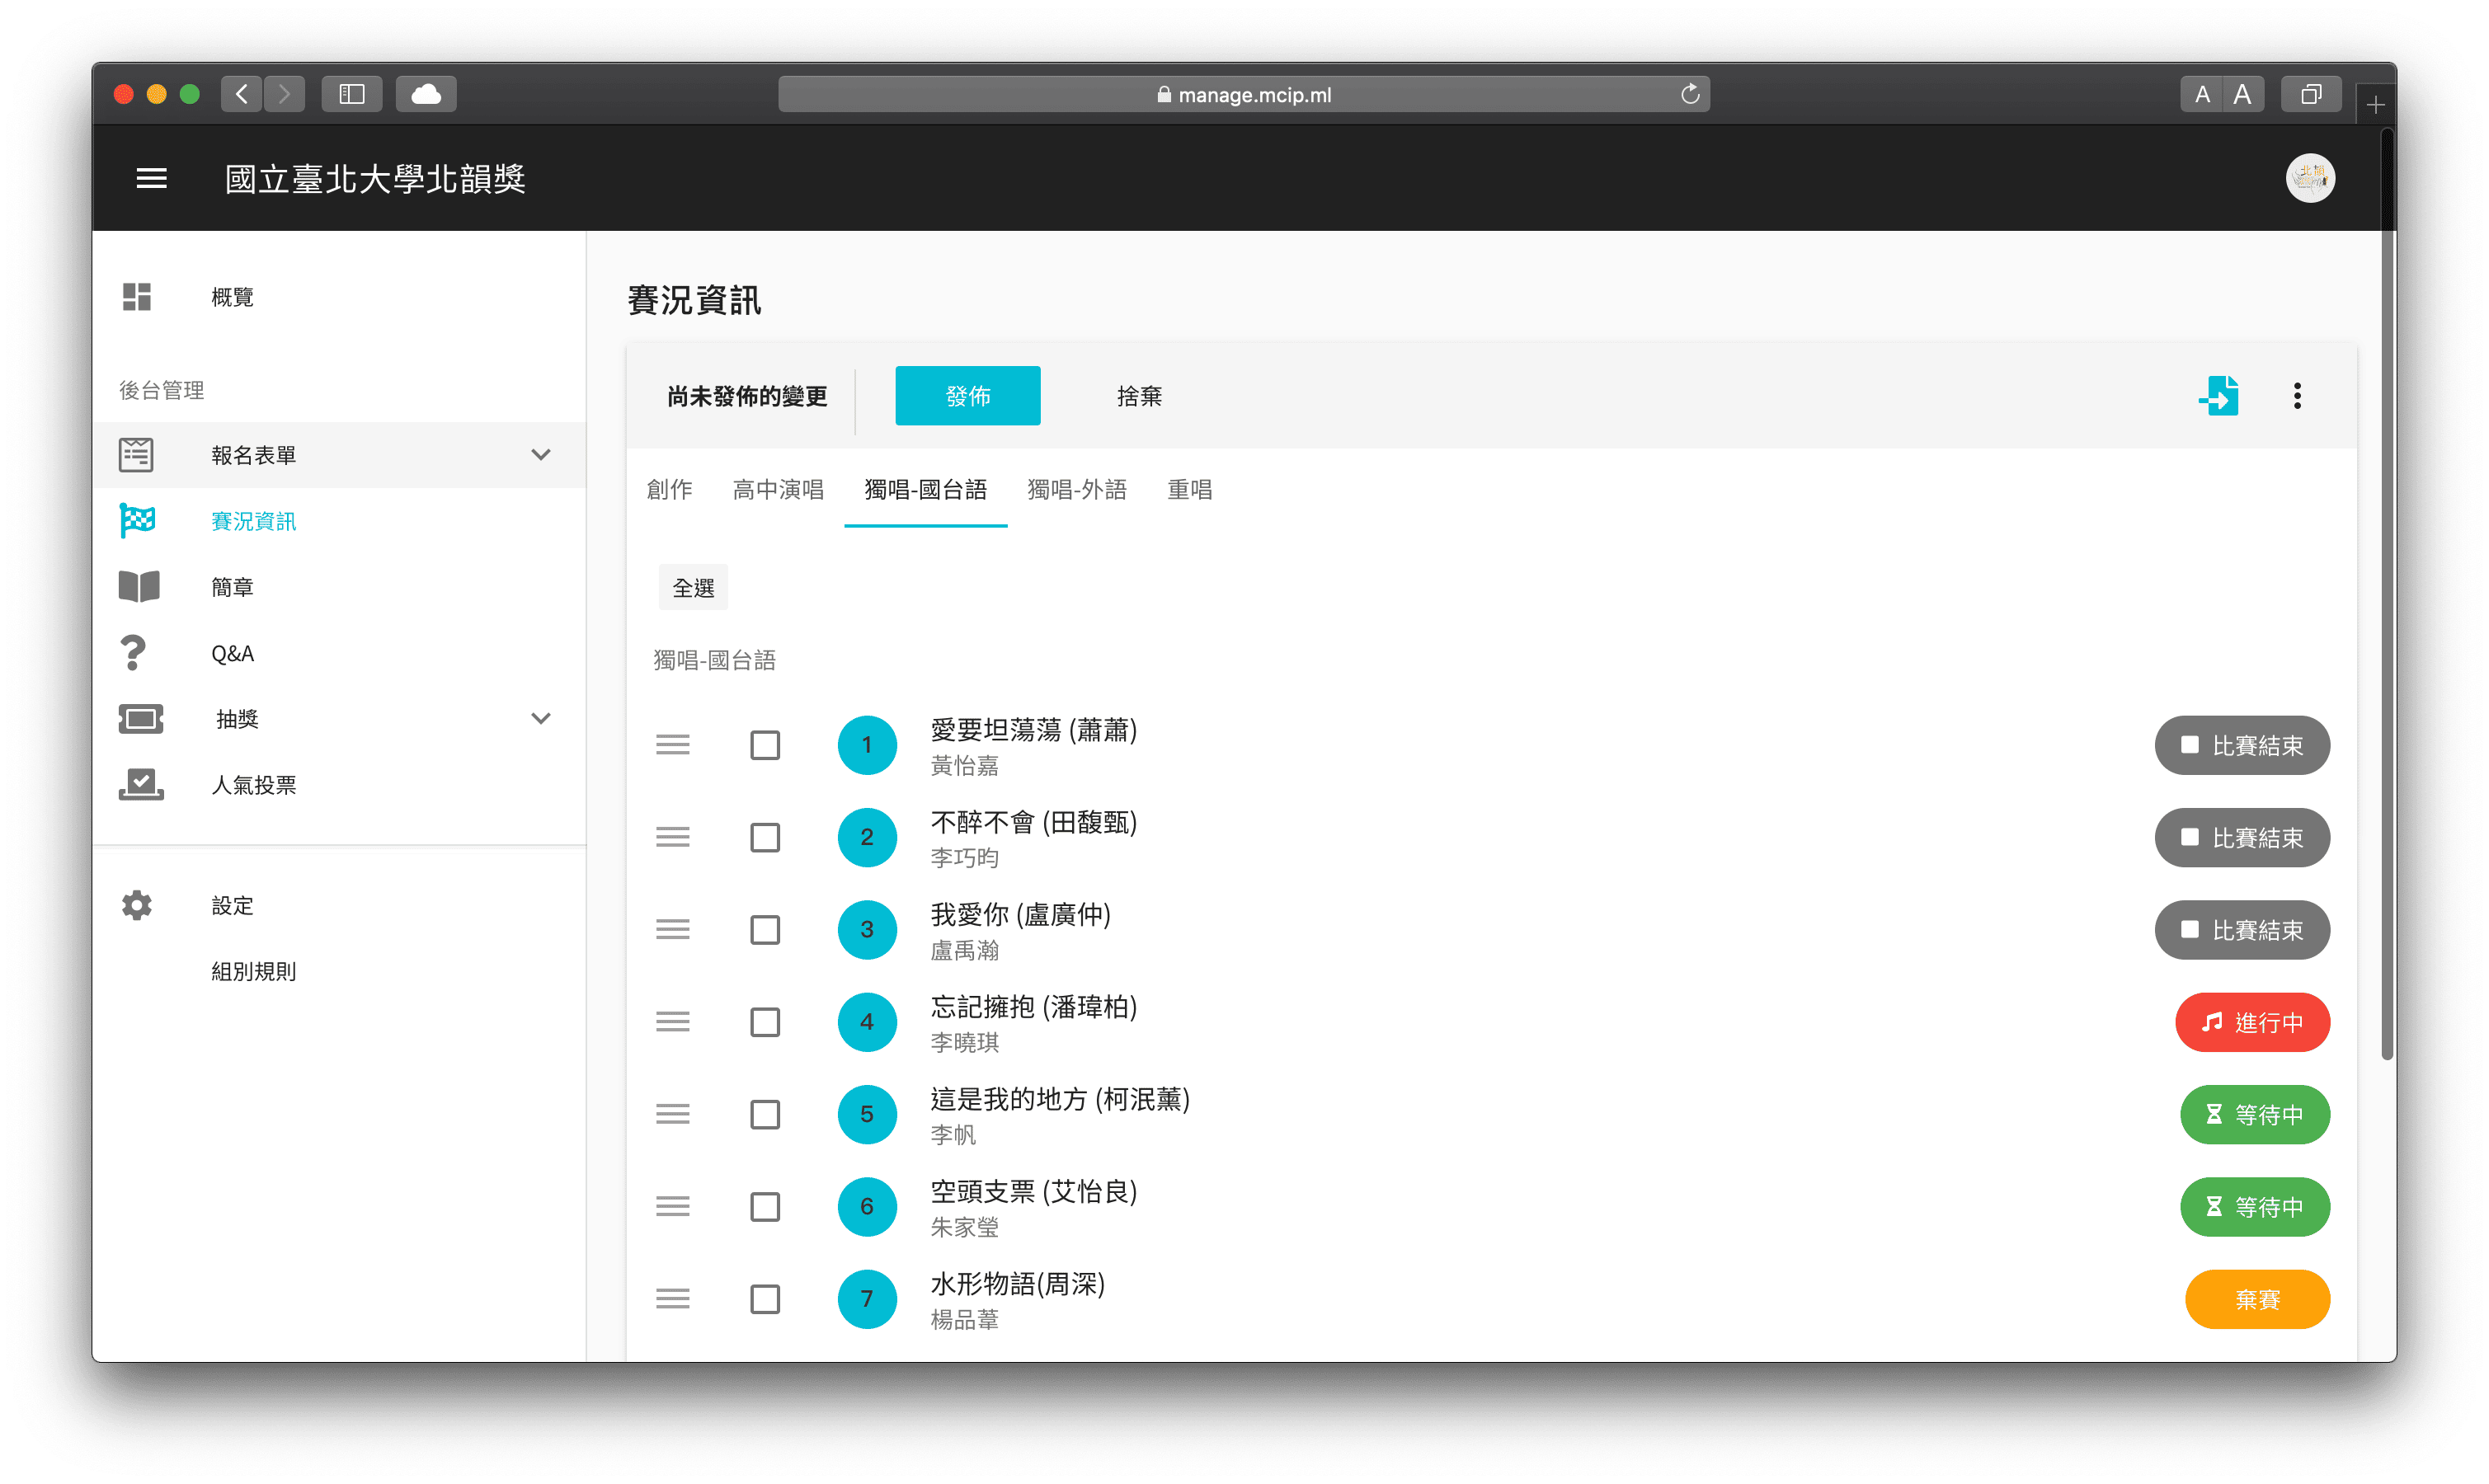 manage.mcip.ml
A A
國立臺北大學北韻獎
概覽
後台管理
報名表單
賽況資訊
簡章
Q&A
抽獎
人氣投票
設定
組別規則
賽況資訊
尚未發佈的變更 發佈 捨棄
創作 高中演唱 獨唱-國台語 獨唱-外語 重唱
全選
獨唱-國台語
1 愛要坦蕩蕩 (蕭蕭) 比賽結束
黃怡嘉
2 不醉不會 (田馥甄) 比賽結束
李巧昀
3 我愛你 (盧廣仲) 比賽結束
盧禹瀚
4 忘記擁抱 (潘瑋柏) 進行中
李曉琪
5 這是我的地方 (柯泯薰) 等待中
李帆
6 空頭支票 (艾怡良) 等待中
朱家瑩
7 水形物語(周深) 棄賽
楊品葦